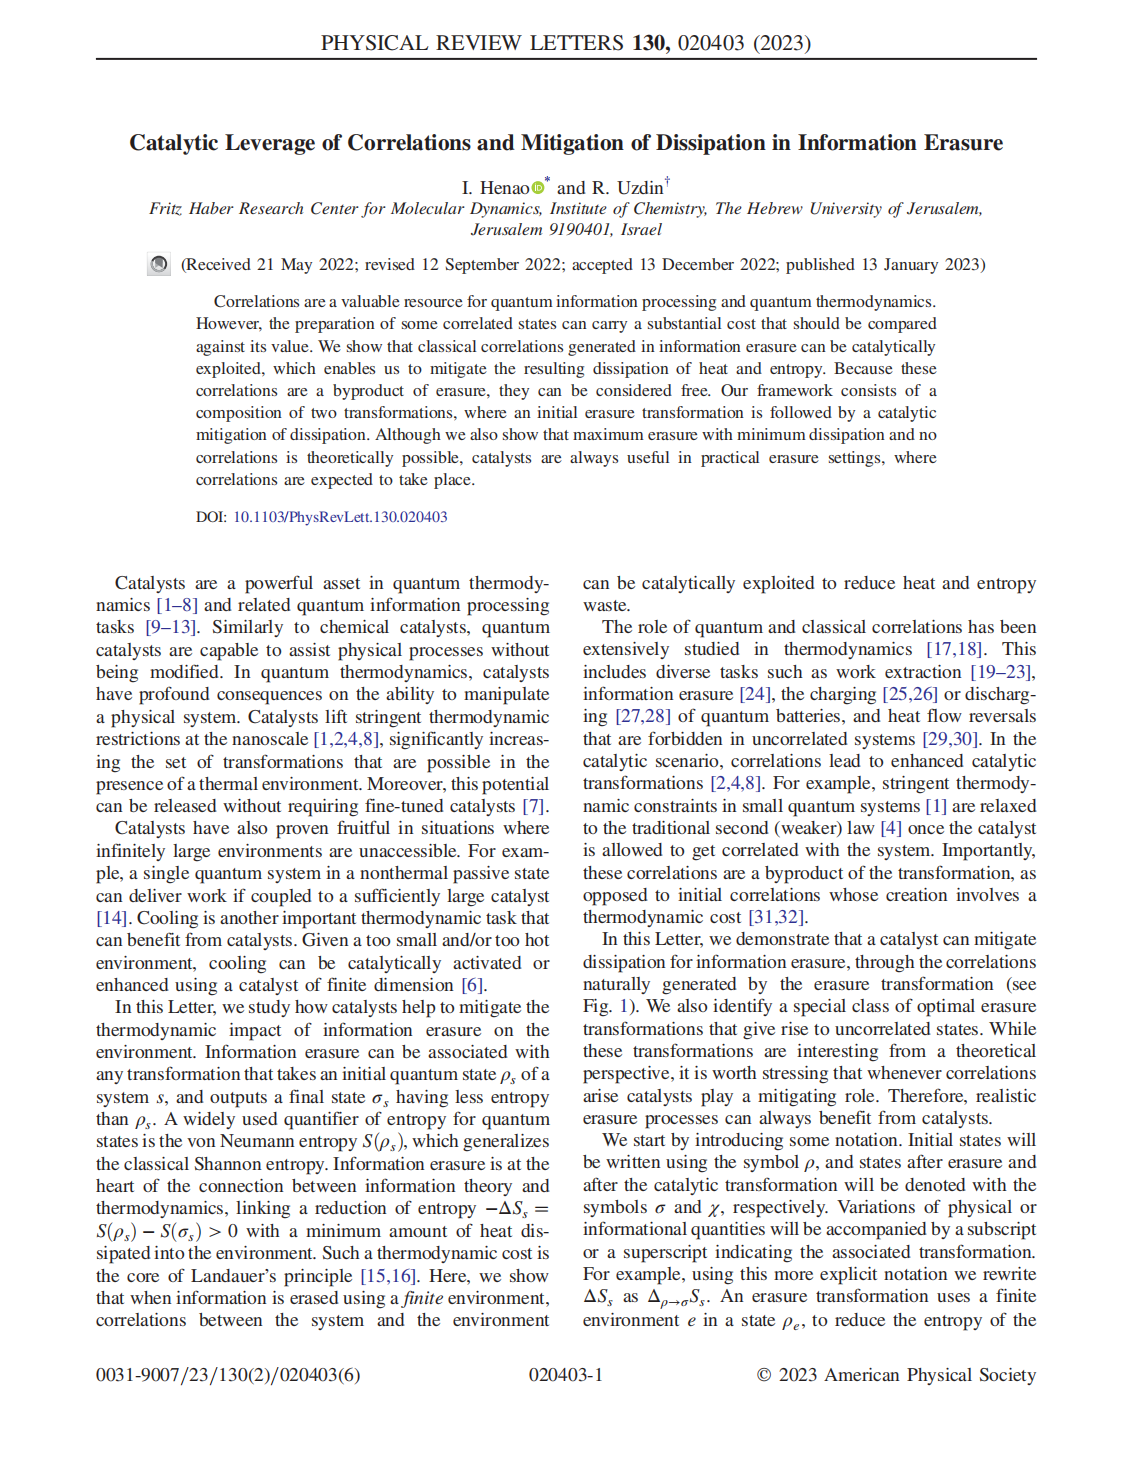 PHYSICAL REVIEW LETTERS 130, 020403 (2023)
Catalytic Leverage of Correlations and Mitigation of Dissipation in Information Erasure
I. Henao* and R. Uzdin†
Fritz Haber Research Center for Molecular Dynamics, Institute of Chemistry, The Hebrew University of Jerusalem,
Jerusalem 9190401, Israel
(Received 21 May 2022; revised 12 September 2022; accepted 13 December 2022; published 13 January 2023)
Correlations are a valuable resource for quantum information processing and quantum thermodynamics.
However, the preparation of some correlated states can carry a substantial cost that should be compared
against its value. We show that classical correlations generated in information erasure can be catalytically
exploited, which enables us to mitigate the resulting dissipation of heat and entropy. Because these
correlations are a byproduct of erasure, they can be considered free. Our framework consists of a
composition of two transformations, where an initial erasure transformation is followed by a catalytic
mitigation of dissipation. Although we also show that maximum erasure with minimum dissipation and no
correlations is theoretically possible, catalysts are always useful in practical erasure settings, where
correlations are expected to take place.
DOI: 10.1103/PhysRevLett.130.020403
Catalysts are a powerful asset in quantum thermody-
namics [1–8] and related quantum information processing
tasks [9–13]. Similarly to chemical catalysts, quantum
catalysts are capable to assist physical processes without
being modified. In quantum thermodynamics, catalysts
have profound consequences on the ability to manipulate
a physical system. Catalysts lift stringent thermodynamic
restrictions at the nanoscale [1,2,4,8], significantly increas-
ing the set of transformations that are possible in the
presence of a thermal environment. Moreover, this potential
can be released without requiring fine-tuned catalysts [7].
Catalysts have also proven fruitful in situations where
infinitely large environments are unaccessible. For exam-
ple, a single quantum system in a nonthermal passive state
can deliver work if coupled to a sufficiently large catalyst
[14]. Cooling is another important thermodynamic task that
can benefit from catalysts. Given a too small and/or too hot
environment, cooling can be catalytically activated or
enhanced using a catalyst of finite dimension [6].
In this Letter, we study how catalysts help to mitigate the
thermodynamic impact of information erasure on the
environment. Information erasure can be associated with
any transformation that takes an initial quantum state ρₛ of a
system s, and outputs a final state σₛ having less entropy
than ρₛ. A widely used quantifier of entropy for quantum
states is the von Neumann entropy S(ρₛ), which generalizes
the classical Shannon entropy. Information erasure is at the
heart of the connection between information theory and
thermodynamics, linking a reduction of entropy −ΔSₛ =
S(ρₛ) − S(σₛ) > 0 with a minimum amount of heat dis-
sipated into the environment. Such a thermodynamic cost is
the core of Landauer's principle [15,16]. Here, we show
that when information is erased using a finite environment,
correlations between the system and the environment
can be catalytically exploited to reduce heat and entropy
waste.
The role of quantum and classical correlations has been
extensively studied in thermodynamics [17,18]. This
includes diverse tasks such as work extraction [19–23],
information erasure [24], the charging [25,26] or discharg-
ing [27,28] of quantum batteries, and heat flow reversals
that are forbidden in uncorrelated systems [29,30]. In the
catalytic scenario, correlations lead to enhanced catalytic
transformations [2,4,8]. For example, stringent thermody-
namic constraints in small quantum systems [1] are relaxed
to the traditional second (weaker) law [4] once the catalyst
is allowed to get correlated with the system. Importantly,
these correlations are a byproduct of the transformation, as
opposed to initial correlations whose creation involves a
thermodynamic cost [31,32].
In this Letter, we demonstrate that a catalyst can mitigate
dissipation for information erasure, through the correlations
naturally generated by the erasure transformation (see
Fig. 1). We also identify a special class of optimal erasure
transformations that give rise to uncorrelated states. While
these transformations are interesting from a theoretical
perspective, it is worth stressing that whenever correlations
arise catalysts play a mitigating role. Therefore, realistic
erasure processes can always benefit from catalysts.
We start by introducing some notation. Initial states will
be written using the symbol ρ, and states after erasure and
after the catalytic transformation will be denoted with the
symbols σ and χ, respectively. Variations of physical or
informational quantities will be accompanied by a subscript
or a superscript indicating the associated transformation.
For example, using this more explicit notation we rewrite
ΔSₛ as Δρ→σSₛ. An erasure transformation uses a finite
environment e in a state ρₑ, to reduce the entropy of the
0031-9007/23/130(2)/020403(6)
020403-1
© 2023 American Physical Society